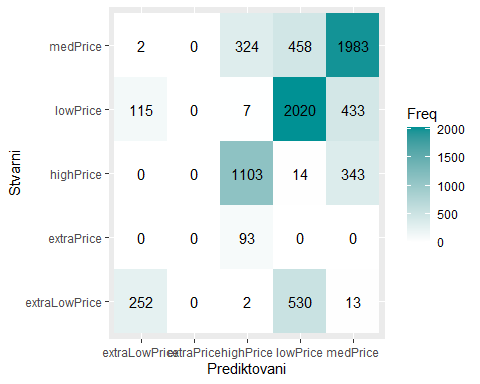 medPrice 2 0 324 458 1983
lowPrice 115 0 7 2020 433
highPrice 0 0 1103 14 343
extraPrice 0 0 93 0 0
extraLowPrice 252 0 2 530 13
extraLowPrice extraPrice highPrice lowPrice medPrice
Prediktovani
Stvarni
Freq
2000
1500
1000
500
0